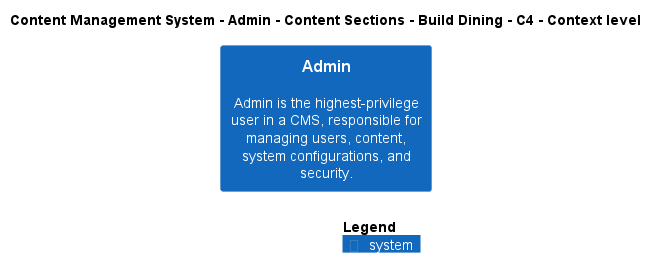 Content Management System - Admin - Content Sections - Build Dining - C4 - Context level
Admin
Admin is the highest-privilege
user in a CMS, responsible for
managing users, content,
system configurations, and
security.
Legend
system